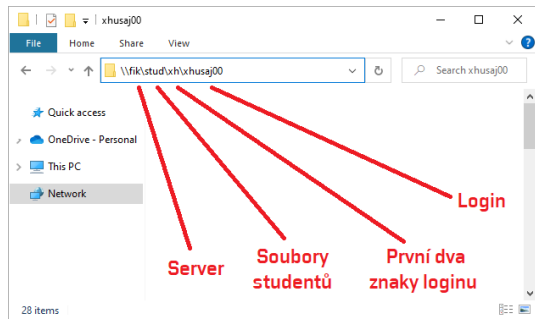 xhusaj00
File Home Share View
\\fik\stud\xh\xhusaj00
Search xhusaj00
Quick access
OneDrive - Personal
This PC
Network
Login
Server
Soubory
studentů
První dva
znaky loginu
28 items